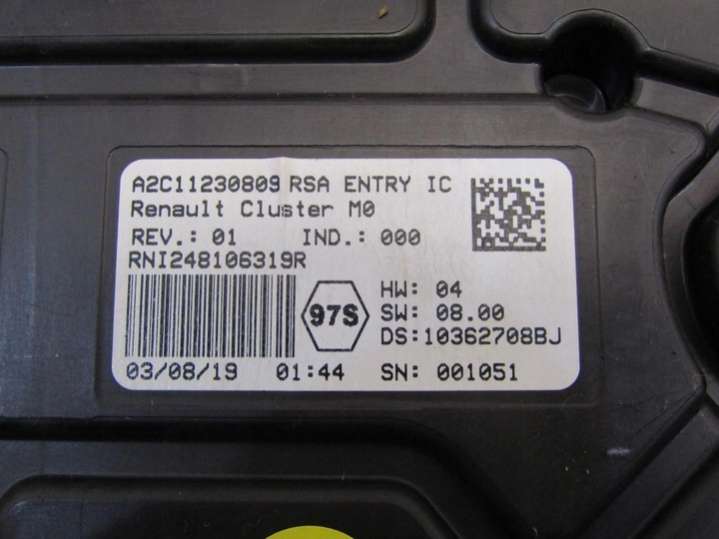 A2C11230809 RSA ENTRY IC
Renault Cluster M0
REV.: 01 IND.: 000
RNI248106319R
97S
HW: 04
SW: 08.00
DS:10362708BJ
03/08/19 01:44 SN: 001051